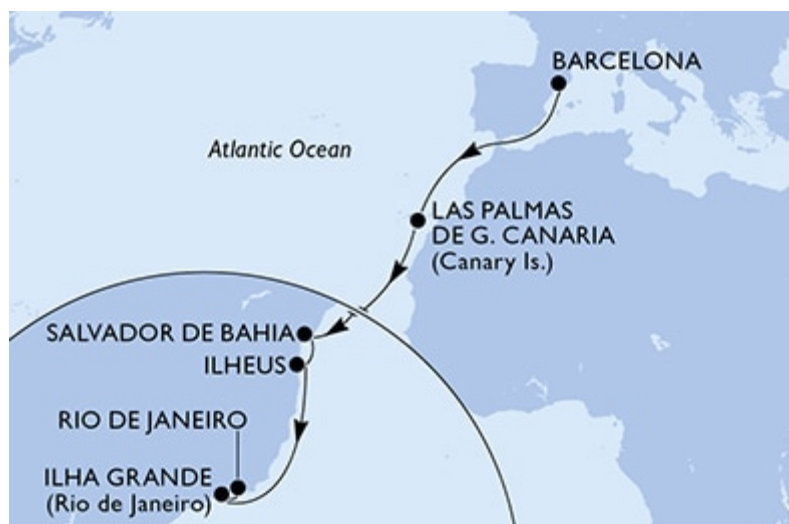 BARCELONA
Atlantic Ocean
LAS PALMAS
DE G. CANARIA
(Canary Is.)
SALVADOR DE BAHIA
ILHEUS
RIO DE JANEIRO
ILHA GRANDE
(Rio de Janeiro)